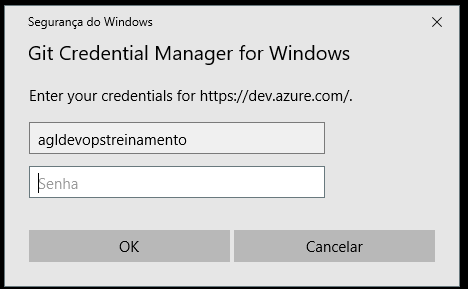 Segurança do Windows
Git Credential Manager for Windows
Enter your credentials for https://dev.azure.com/.
agldevopstreinamento
Senha
OK
Cancelar